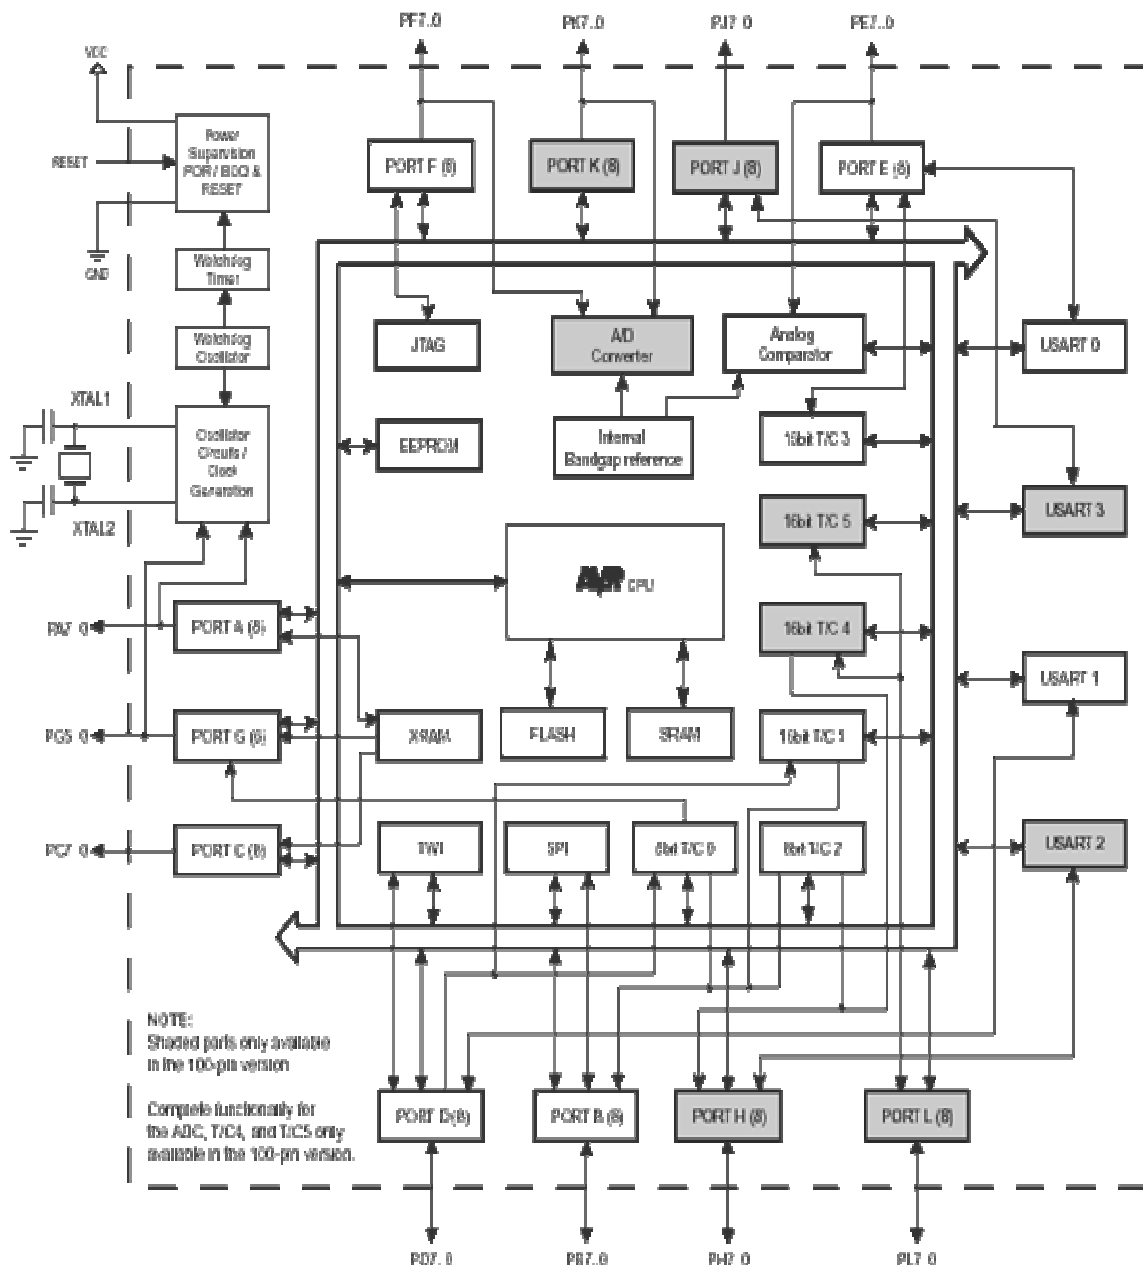 PF7..0
PK7..0
PJ7..0
PE7..0
VCC
RESET
GND
Power
Supervision
POR / BOD &
RESET
PORT F (8)
PORT K (8)
PORT J (8)
PORT E (8)
Watchdog
Timer
Watchdog
Oscillator
JTAG
A/D
Converter
Analog
Comparator
USART 0
XTAL1
XTAL2
Oscillator
Circuits /
Clock
Generation
EEPROM
Internal
Bandgap reference
16bit T/C 3
16bit T/C 5
USART 3
AVR CPU
16bit T/C 4
PA7..0
PORT A (8)
USART 1
PG5..0
PORT G (6)
XRAM
FLASH
SRAM
16bit T/C 1
PC7..0
PORT C (8)
TWI
SPI
8bit T/C 0
8bit T/C 2
USART 2
NOTE:
Shaded parts only available
in the 100-pin version.
Complete functionality for
the ADC, T/C4, and T/C5 only
available in the 100-pin version.
PORT D (8)
PORT B (8)
PORT H (8)
PORT L (8)
PD7..0
PB7..0
PH7..0
PL7..0